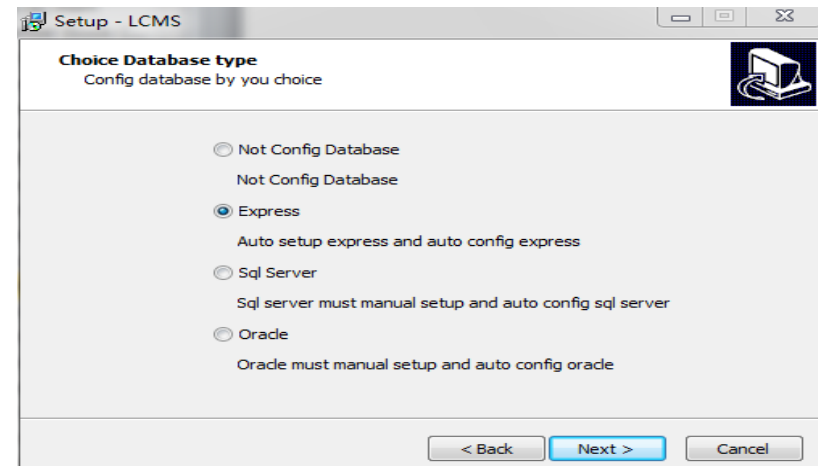 Setup - LCMS
Choice Database type
Config database by you choice
Not Config Database
Not Config Database
Express
Auto setup express and auto config express
Sql Server
Sql server must manual setup and auto config sql server
Oracle
Oracle must manual setup and auto config oracle
< Back Next > Cancel